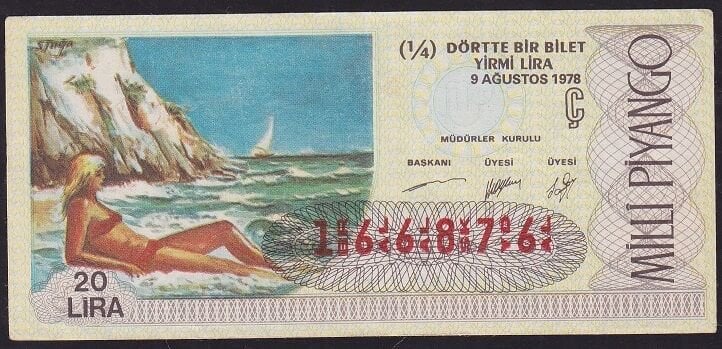 (1/4) DÖRTTE BİR BİLET
YİRMİ LİRA
9 AĞUSTOS 1978
Ç
MÜDÜRLER KURULU
BAŞKANI ÜYESİ ÜYESİ
166876
20
LİRA
MİLLİ PİYANGO